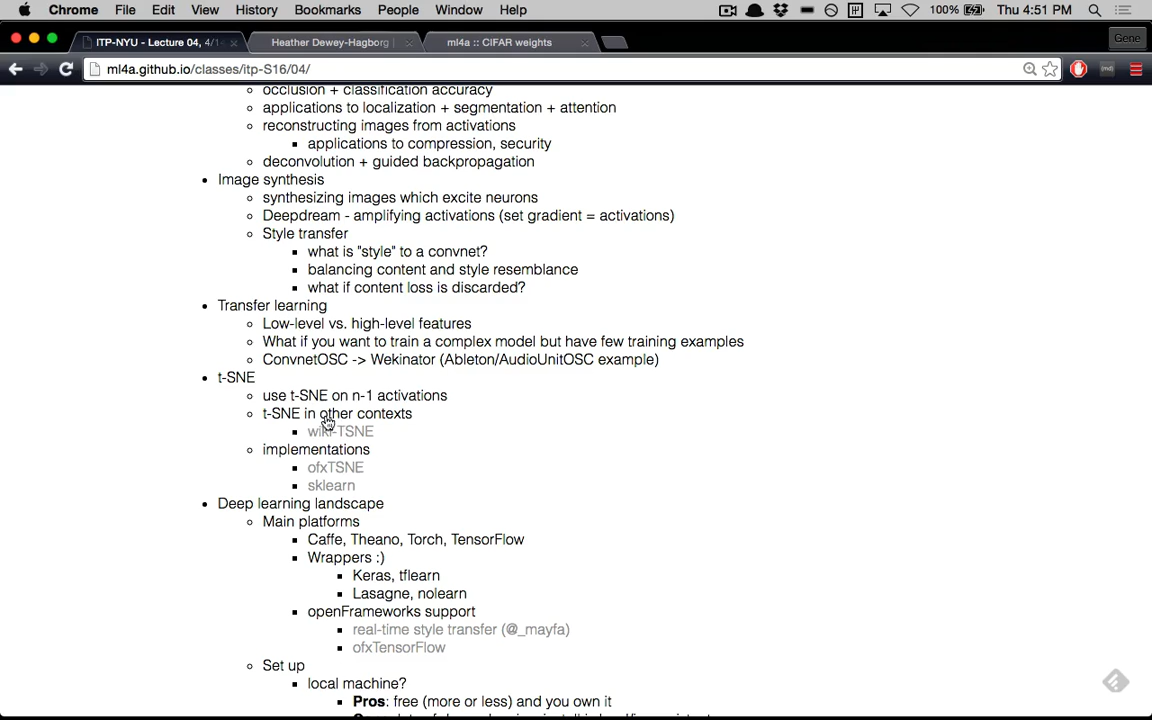 Chrome File Edit View History Bookmarks People Window Help 100% Thu 4:51 PM
ITP-NYU - Lecture 04, 4/1 Heather Dewey-Hagborg | ml4a :: CIFAR weights Gene
ml4a.github.io/classes/itp-S16/04/
occlusion + classification accuracy
applications to localization + segmentation + attention
reconstructing images from activations
applications to compression, security
deconvolution + guided backpropagation
Image synthesis
synthesizing images which excite neurons
Deepdream - amplifying activations (set gradient = activations)
Style transfer
what is "style" to a convnet?
balancing content and style resemblance
what if content loss is discarded?
Transfer learning
Low-level vs. high-level features
What if you want to train a complex model but have few training examples
ConvnetOSC -> Wekinator (Ableton/AudioUnitOSC example)
t-SNE
use t-SNE on n-1 activations
t-SNE in other contexts
wiki-TSNE
implementations
ofxTSNE
sklearn
Deep learning landscape
Main platforms
Caffe, Theano, Torch, TensorFlow
Wrappers :)
Keras, tflearn
Lasagne, nolearn
openFrameworks support
real-time style transfer (@_mayfa)
ofxTensorFlow
Set up
local machine?
Pros: free (more or less) and you own it